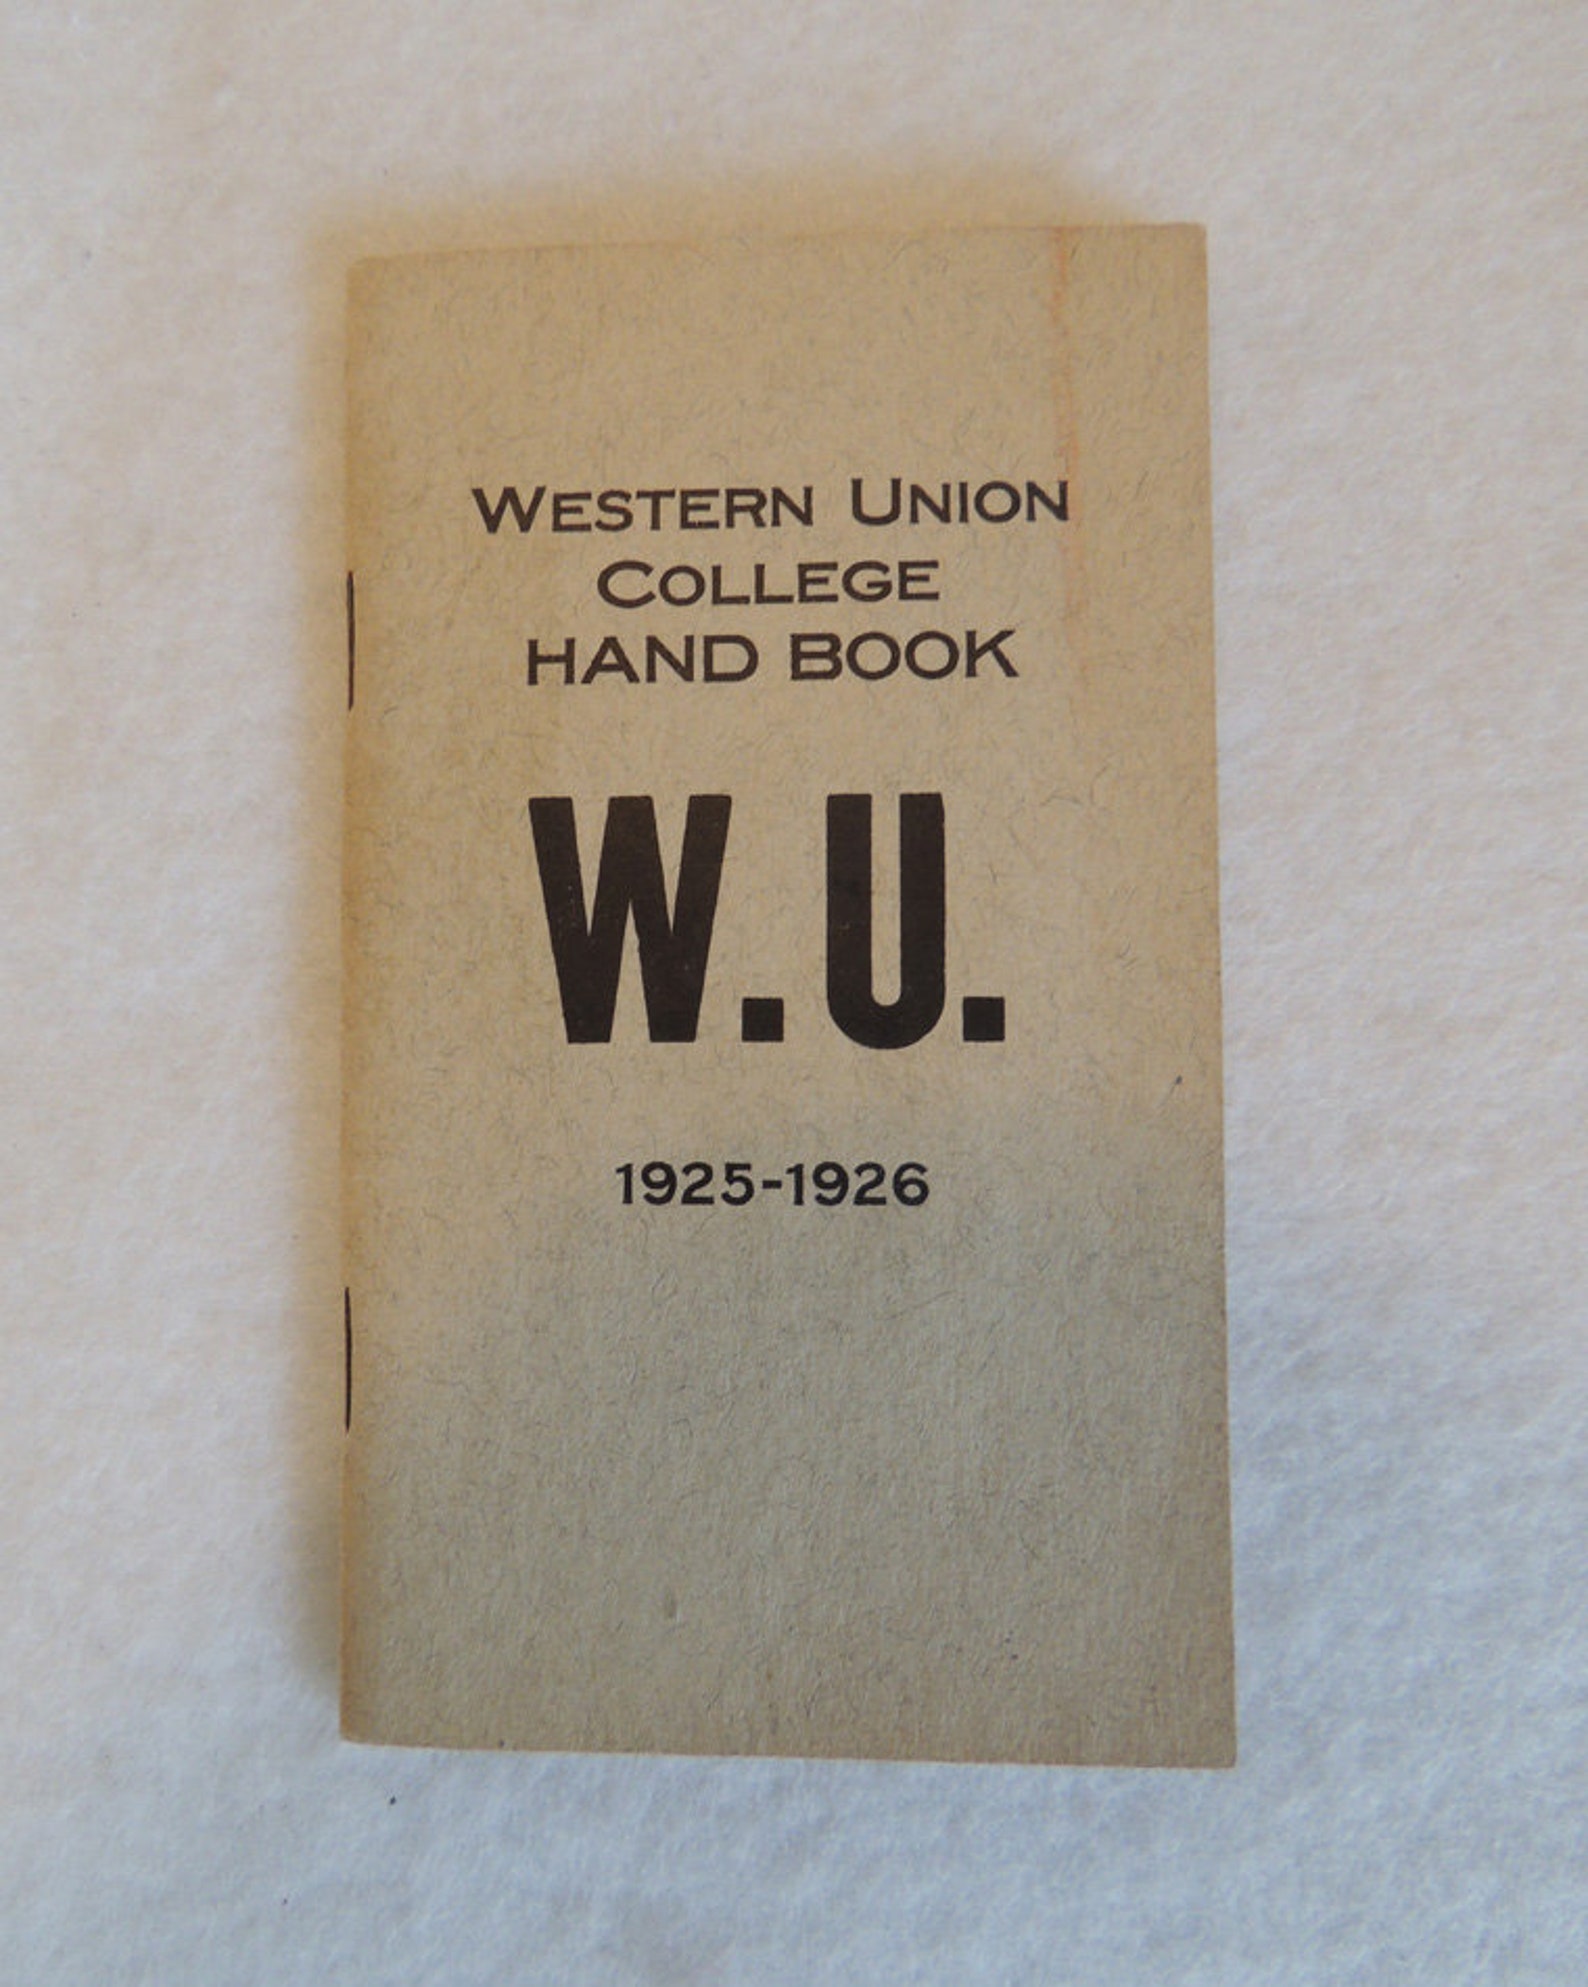 WESTERN UNION
COLLEGE
HAND BOOK
W.U.
1925-1926